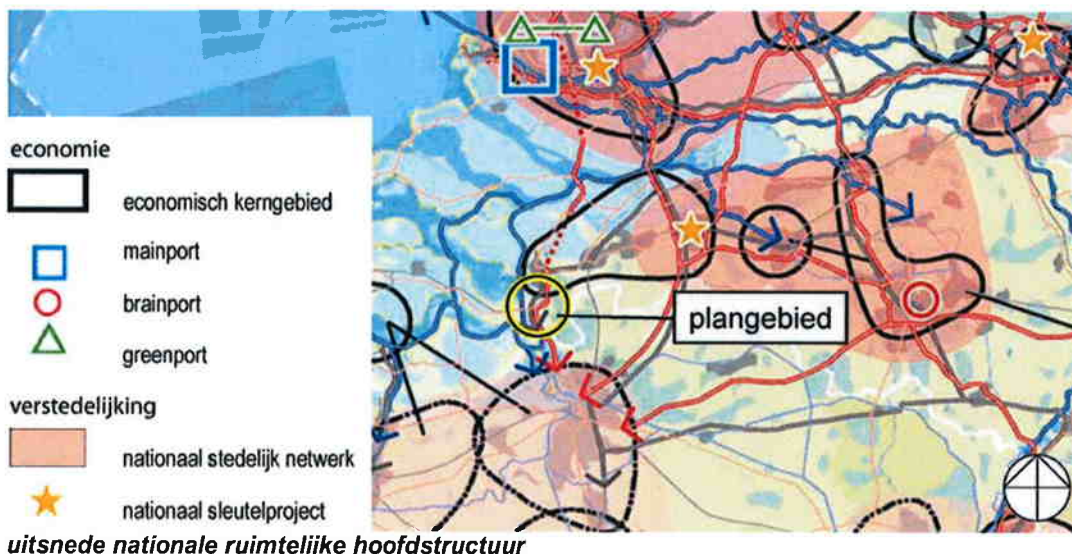 economie
economisch kerngebied
mainport
brainport
greenport
verstedelijking
nationaal stedelijk netwerk
nationaal sleutelproject
plangebied
uitsnede nationale ruimtelijke hoofdstructuur